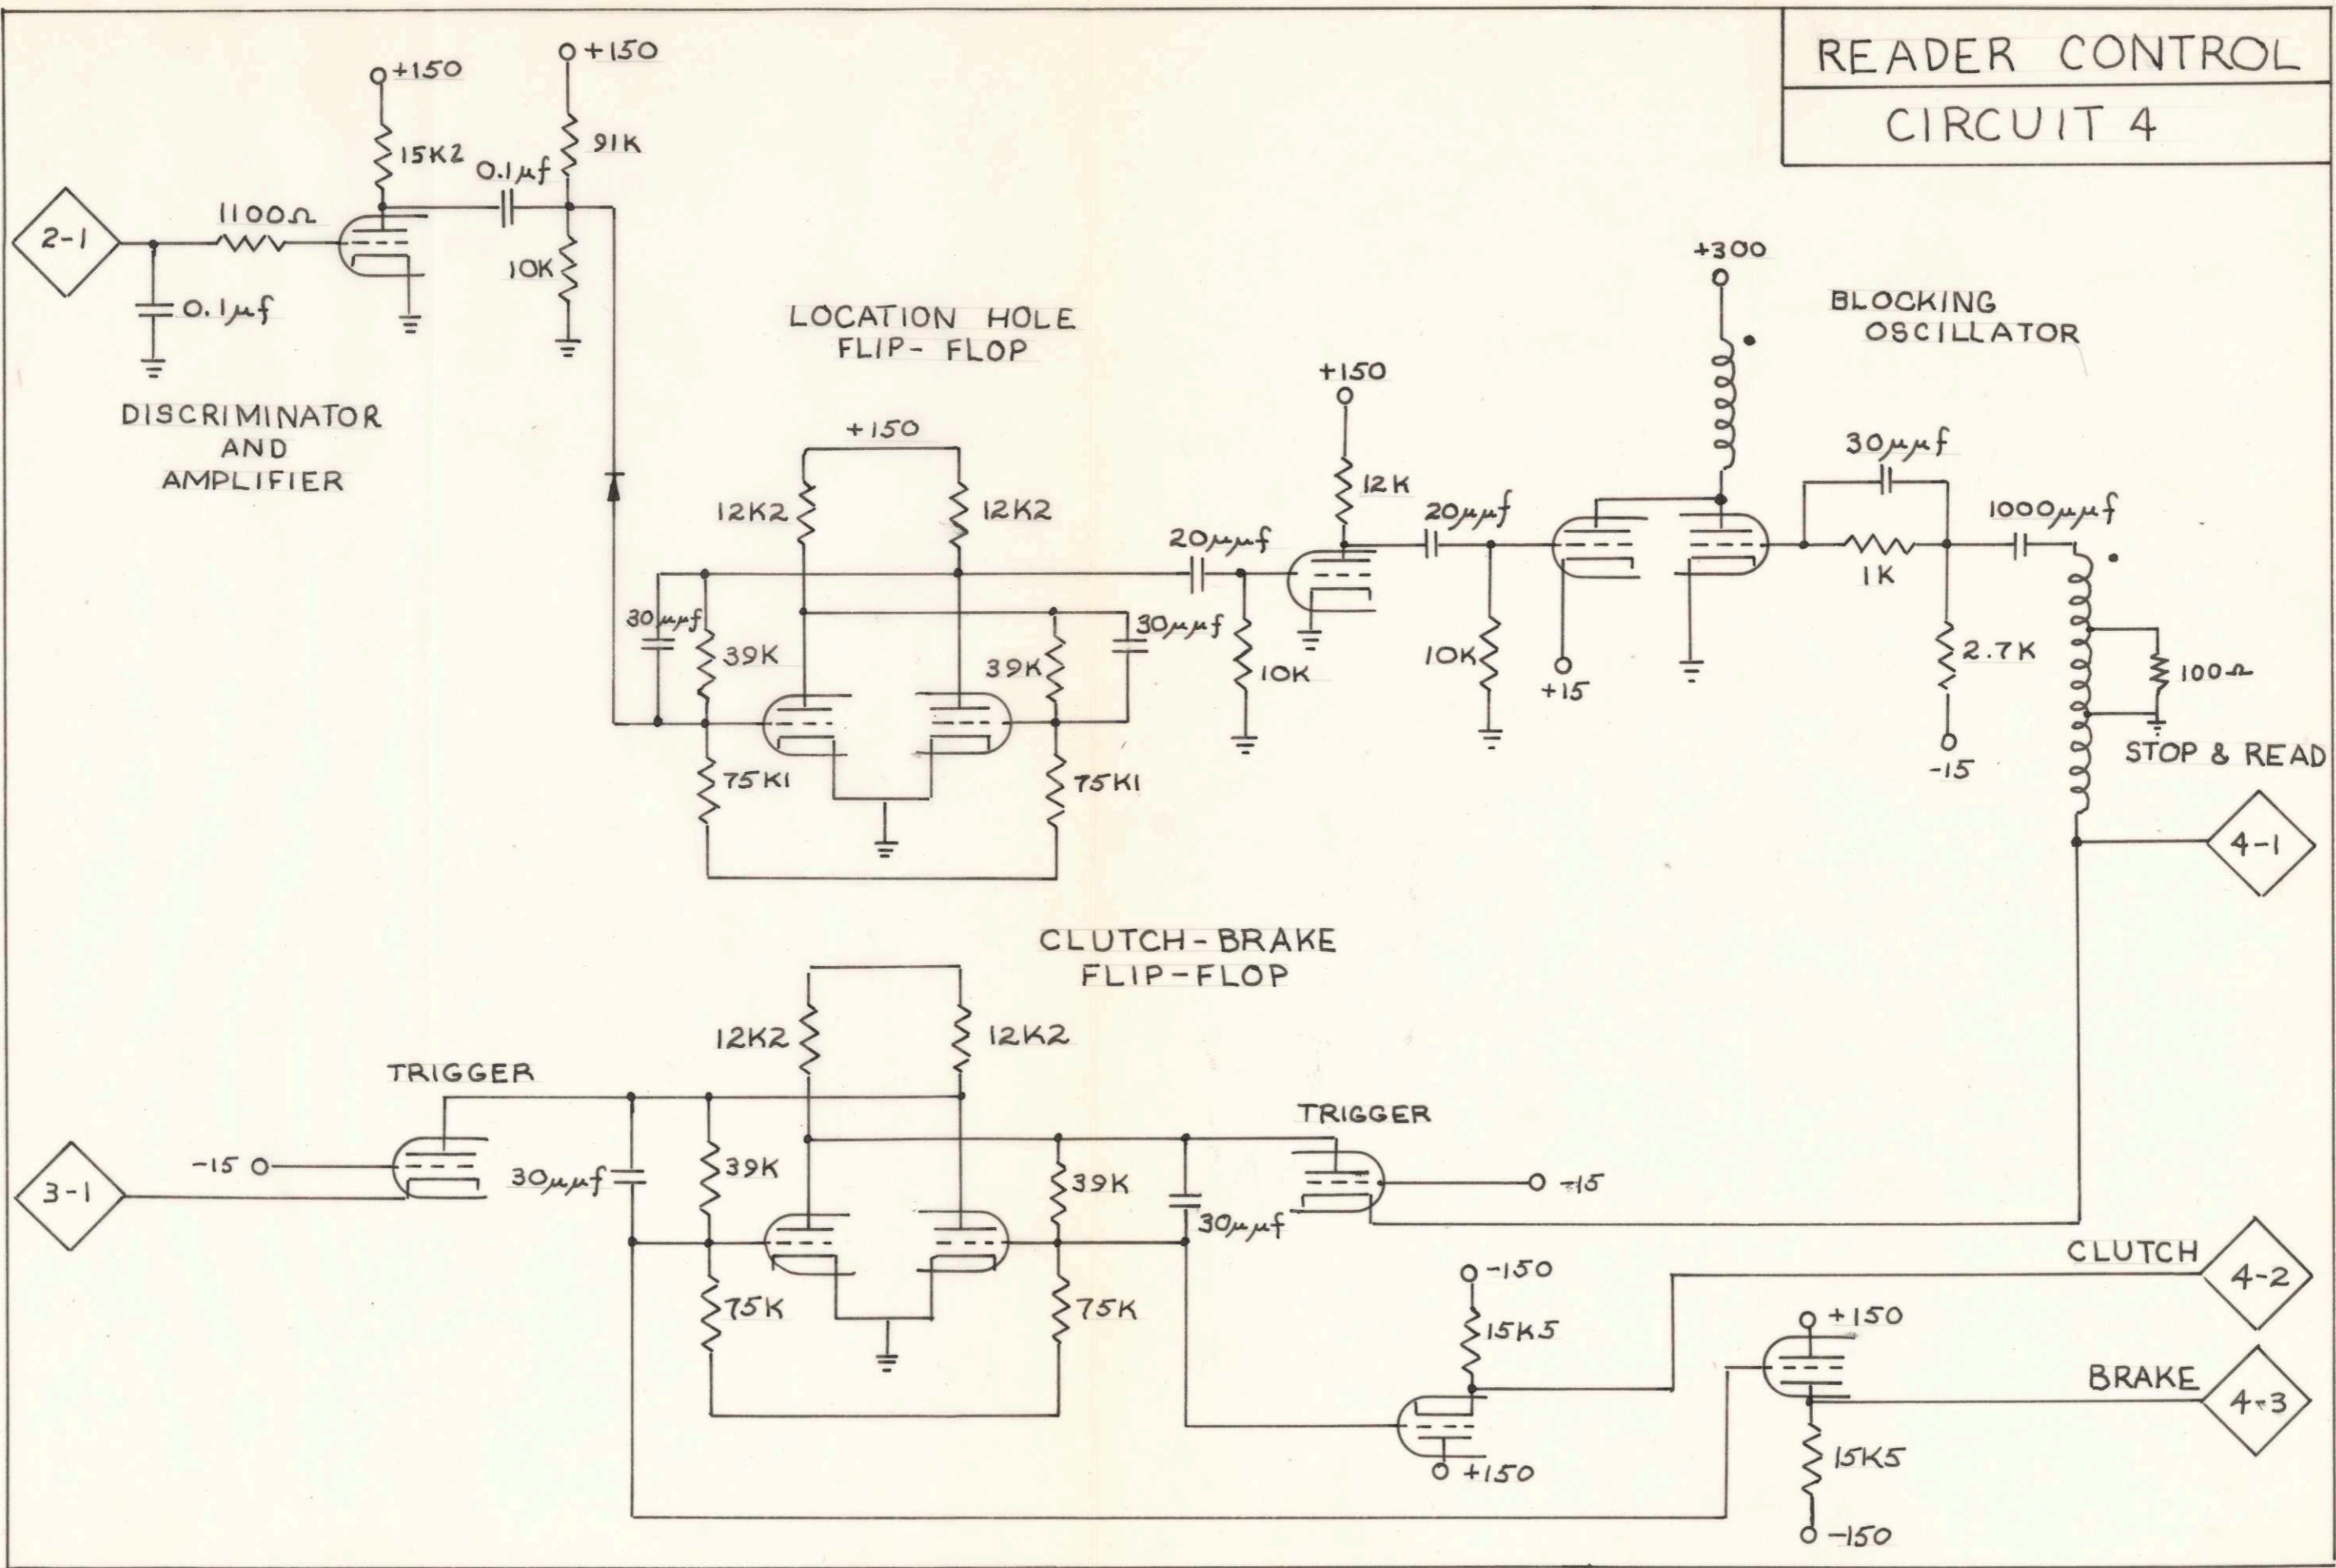 READER CONTROL
CIRCUIT 4
+150
+150
15K2
91K
0.1µf
1100Ω
2-1
10K
0.1µf
DISCRIMINATOR
AND
AMPLIFIER
LOCATION HOLE
FLIP-FLOP
+150
12K2
12K2
30µµf
39K
39K
30µµf
75K1
75K1
20µµf
+150
12K
10K
20µµf
10K
+300
BLOCKING
OSCILLATOR
+15
30µµf
1K
1000µµf
2.7K
-15
100Ω
STOP & READ
4-1
CLUTCH-BRAKE
FLIP-FLOP
12K2
12K2
TRIGGER
-15
3-1
30µµf
39K
39K
30µµf
75K
75K
TRIGGER
-15
-150
15K5
+150
CLUTCH
4-2
+150
BRAKE
4-3
15K5
-150